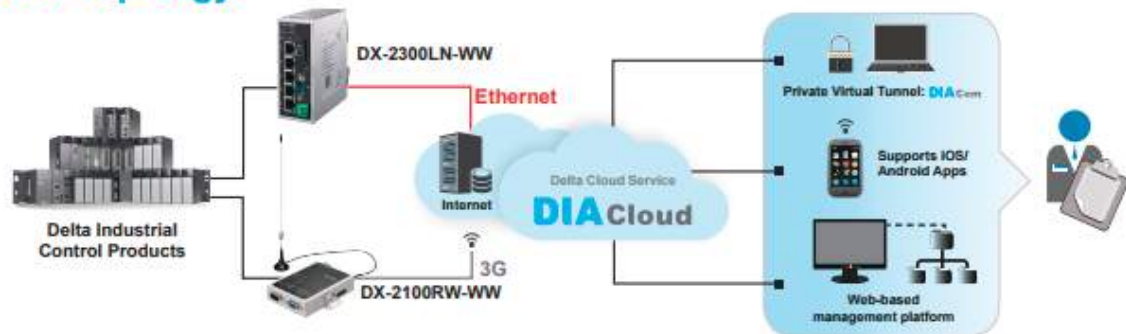 DX-2300LN-WW
Ethernet
Delta Industrial
Control Products
Internet
Delta Cloud Service
DIACloud
3G
DX-2100RW-WW
Private Virtual Tunnel: DIACom
Supports iOS/
Android Apps
Web-based
management platform